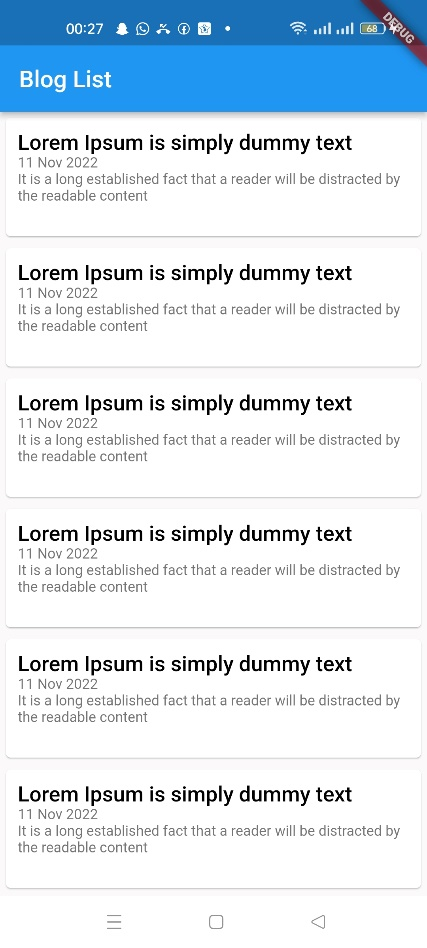 00:27
68
DEBUG
Blog List
Lorem Ipsum is simply dummy text
11 Nov 2022
It is a long established fact that a reader will be distracted by
the readable content
Lorem Ipsum is simply dummy text
11 Nov 2022
It is a long established fact that a reader will be distracted by
the readable content
Lorem Ipsum is simply dummy text
11 Nov 2022
It is a long established fact that a reader will be distracted by
the readable content
Lorem Ipsum is simply dummy text
11 Nov 2022
It is a long established fact that a reader will be distracted by
the readable content
Lorem Ipsum is simply dummy text
11 Nov 2022
It is a long established fact that a reader will be distracted by
the readable content
Lorem Ipsum is simply dummy text
11 Nov 2022
It is a long established fact that a reader will be distracted by
the readable content